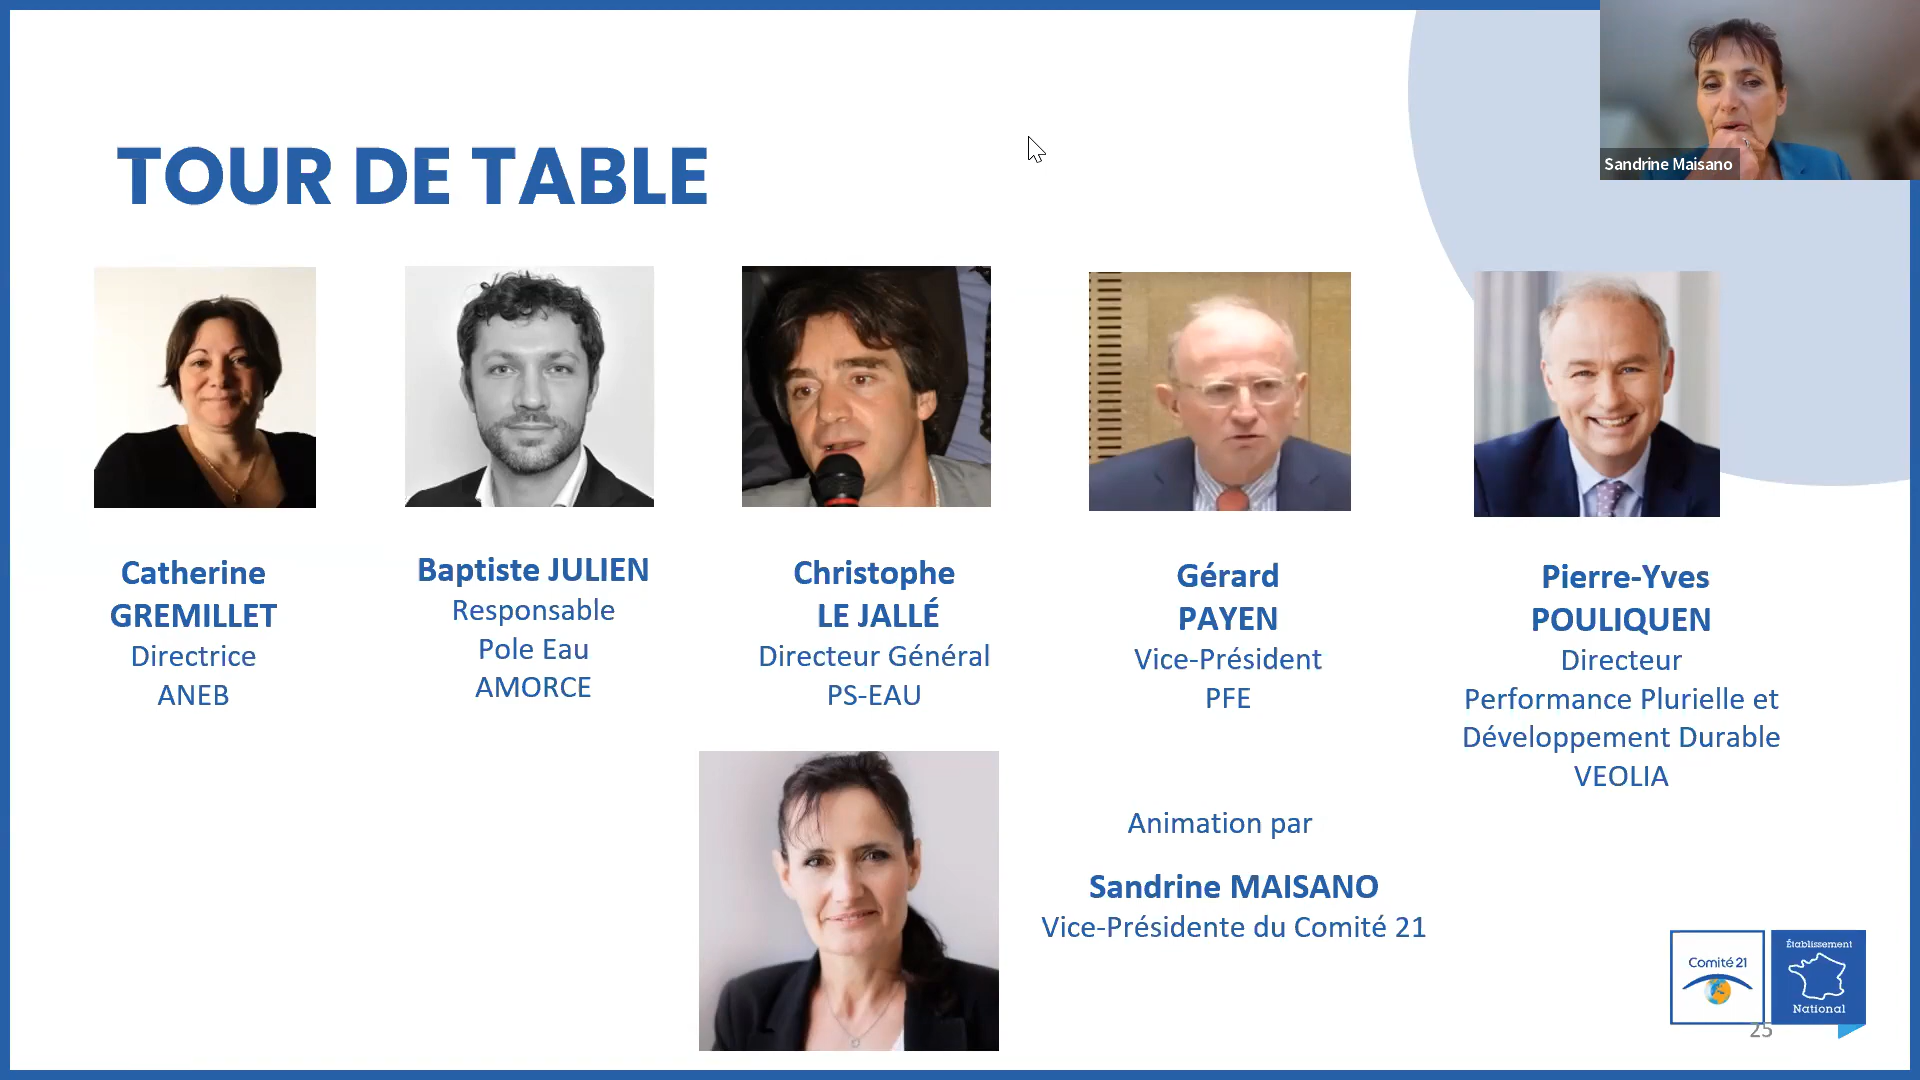 Sandrine Maisano
TOUR DE TABLE
Catherine
GREMILLET
Directrice
ANEB
Baptiste JULIEN
Responsable
Pole Eau
AMORCE
Christophe
LE JALLÉ
Directeur Général
PS-EAU
Gérard
PAYEN
Vice-Président
PFE
Pierre-Yves
POULIQUEN
Directeur
Performance Plurielle et
Développement Durable
VEOLIA
Animation par
Sandrine MAISANO
Vice-Présidente du Comité 21
Comité 21
Établissement
National
25